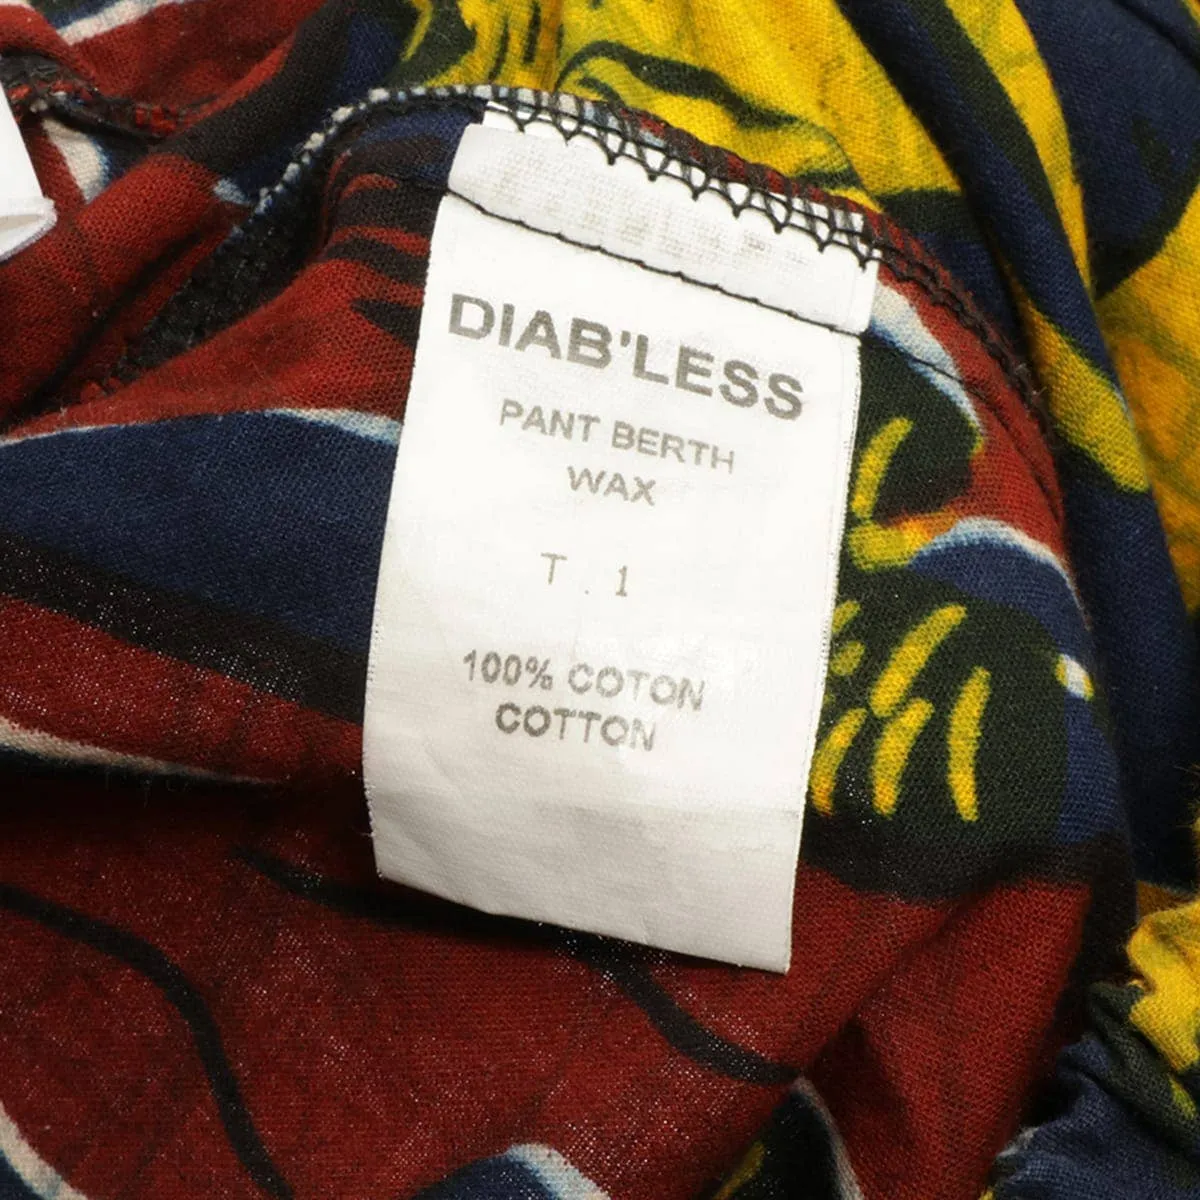 DIAB'LESS
PANT BERTH
WAX
T . 1
100% COTON
COTTON